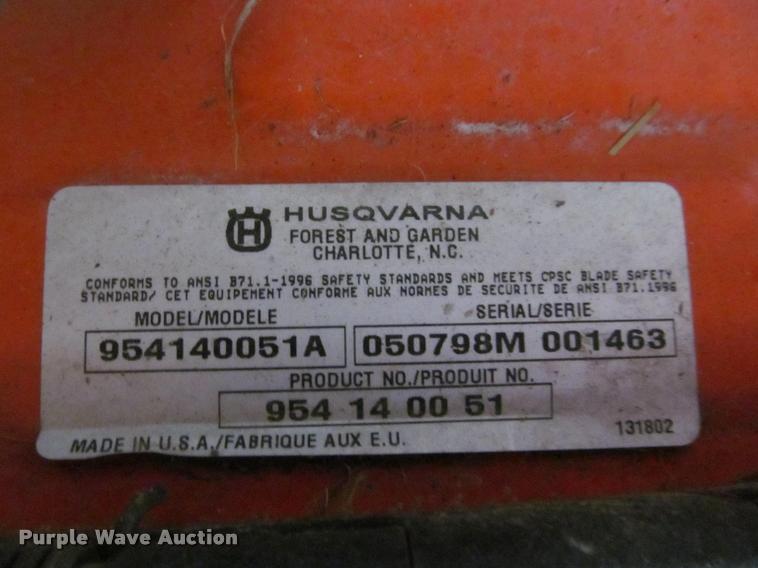 HUSQVARNA
FOREST AND GARDEN
CHARLOTTE, N.C.
CONFORMS TO ANSI B71.1-1996 SAFETY STANDARDS AND MEETS CPSC BLADE SAFETY
STANDARD/ CET EQUIPEMENT CONFORME AUX NORMES DE SECURITE DE ANSI B71.1996
MODEL/MODELE SERIAL/SERIE
954140051A 050798M 001463
PRODUCT NO./PRODUIT NO.
954 14 00 51
MADE IN U.S.A./FABRIQUE AUX E.U. 131802
Purple Wave Auction